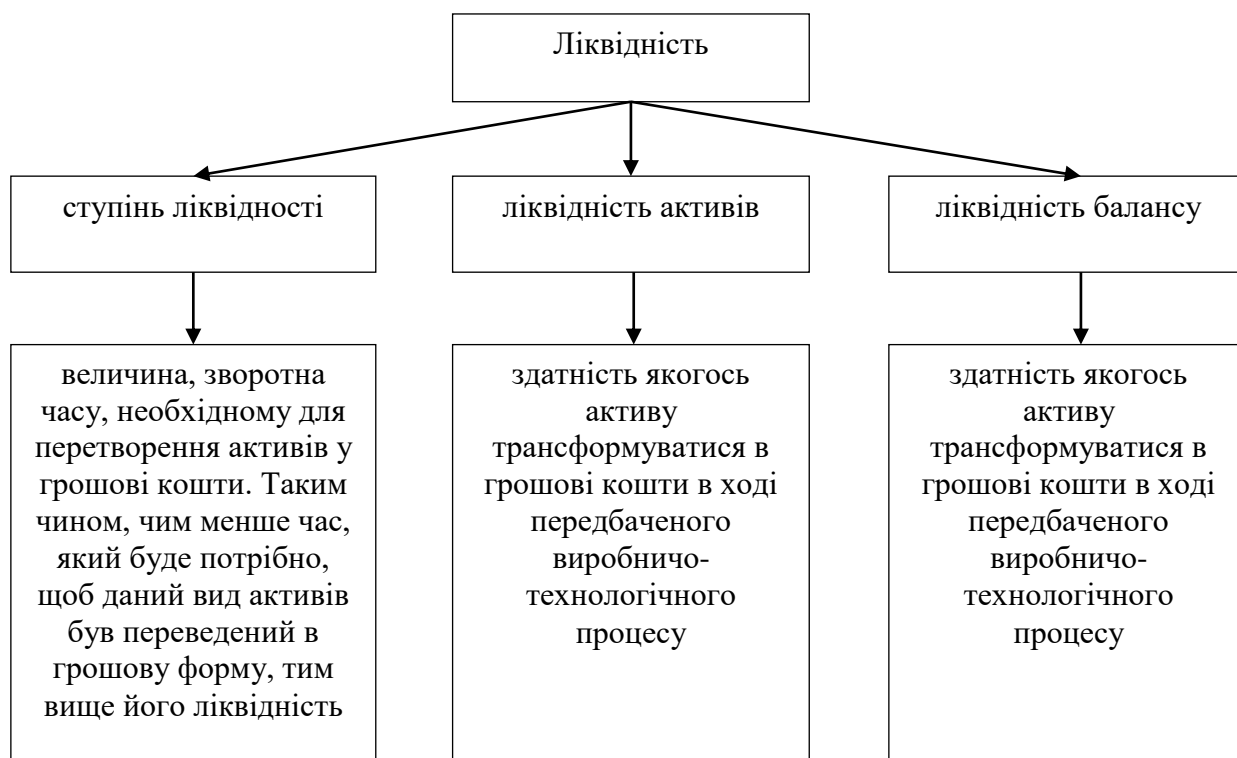 Ліквідність
ступінь ліквідності
ліквідність активів
ліквідність балансу
величина, зворотна
часу, необхідному для
перетворення активів у
грошові кошти. Таким
чином, чим менше час,
який буде потрібно,
щоб даний вид активів
був переведений в
грошову форму, тим
вище його ліквідність
здатність якогось
активу
трансформуватися в
грошові кошти в ході
передбаченого
виробничо-
технологічного
процесу
здатність якогось
активу
трансформуватися в
грошові кошти в ході
передбаченого
виробничо-
технологічного
процесу